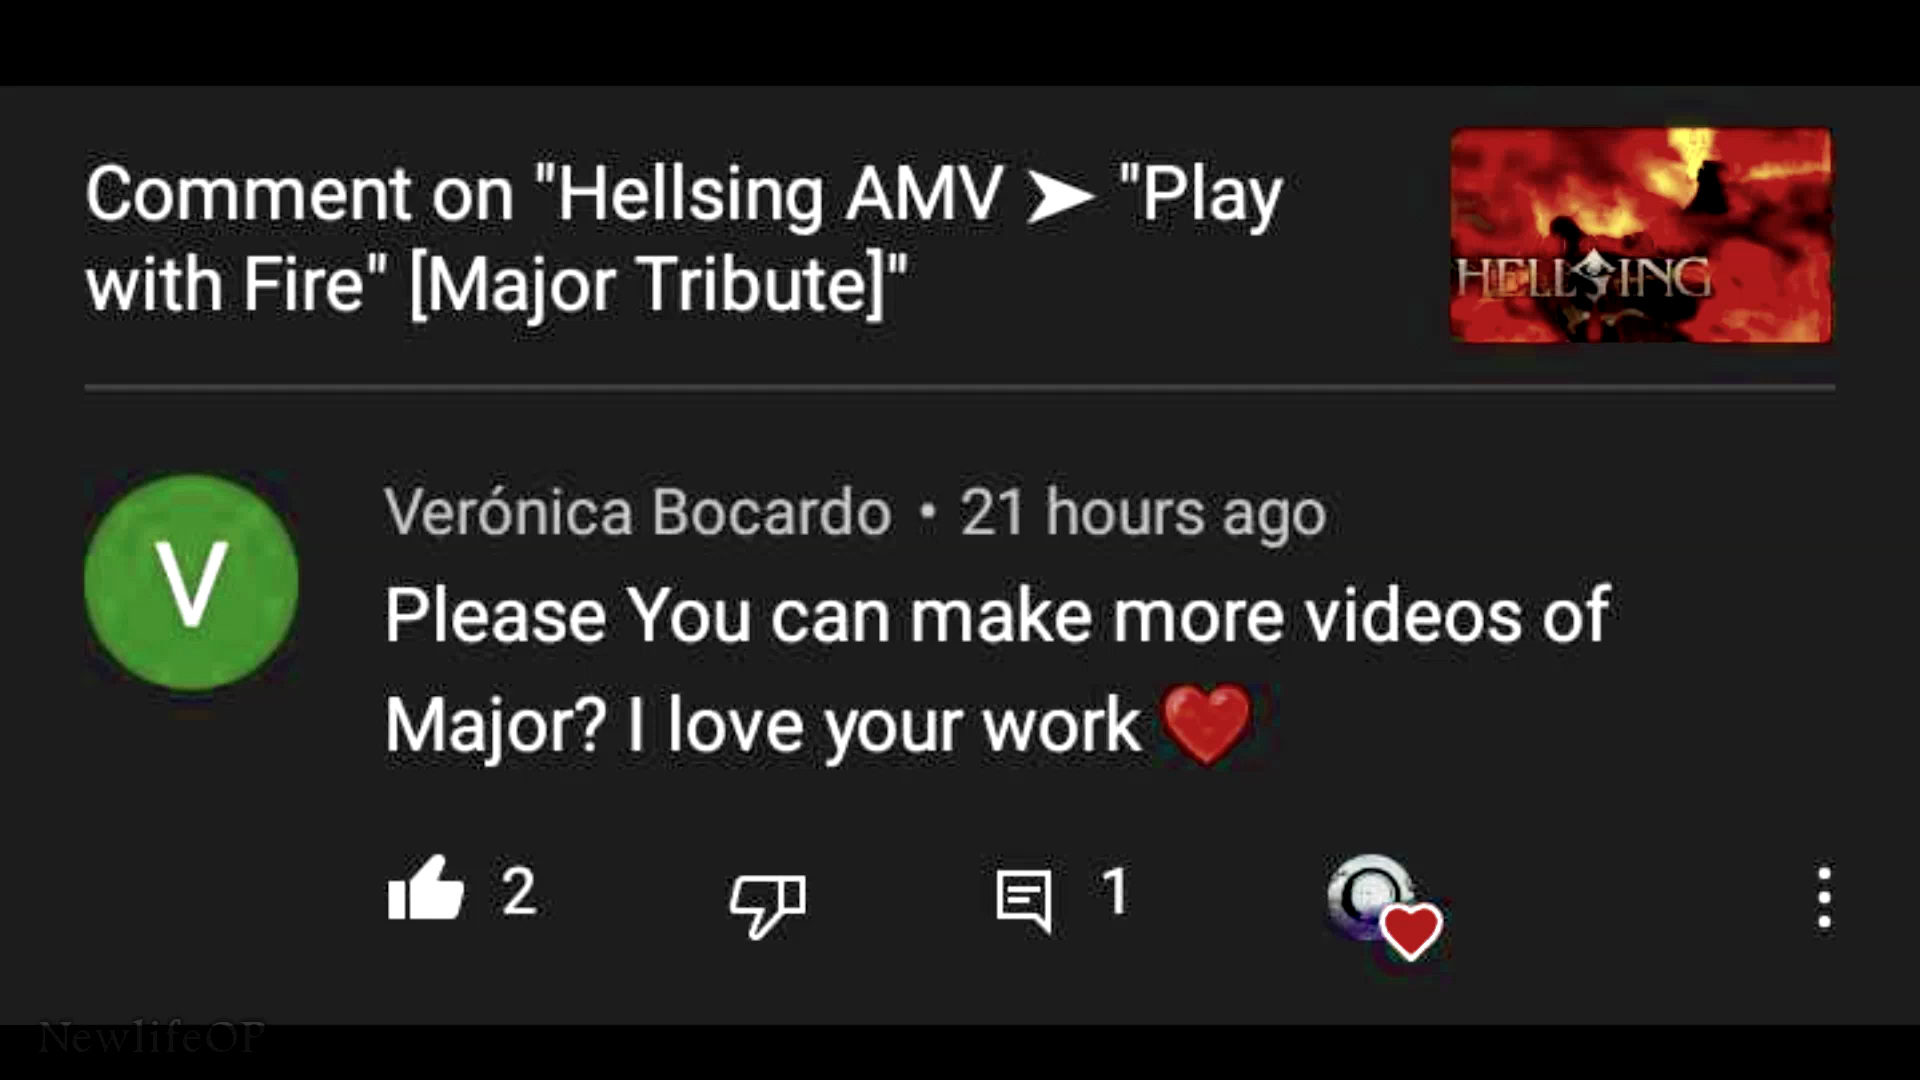 Comment on "Hellsing AMV ➤ "Play
with Fire" [Major Tribute]"
HELLSING
V
Verónica Bocardo • 21 hours ago
Please You can make more videos of
Major? I love your work ❤️
2
1
NewlifeOP